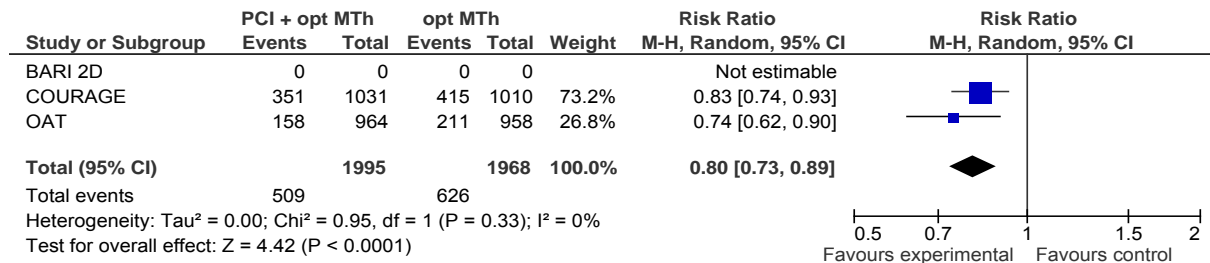 PCI + opt MTh opt MTh Risk Ratio Risk Ratio
Study or Subgroup Events Total Events Total Weight M-H, Random, 95% CI M-H, Random, 95% CI
BARI 2D 0 0 0 0 Not estimable
COURAGE 351 1031 415 1010 73.2% 0.83 [0.74, 0.93]
OAT 158 964 211 958 26.8% 0.74 [0.62, 0.90]
Total (95% CI) 1995 1968 100.0% 0.80 [0.73, 0.89]
Total events 509 626
Heterogeneity: Tau² = 0.00; Chi² = 0.95, df = 1 (P = 0.33); I² = 0%
Test for overall effect: Z = 4.42 (P < 0.0001)
0.5 0.7 1 1.5 2
Favours experimental Favours control